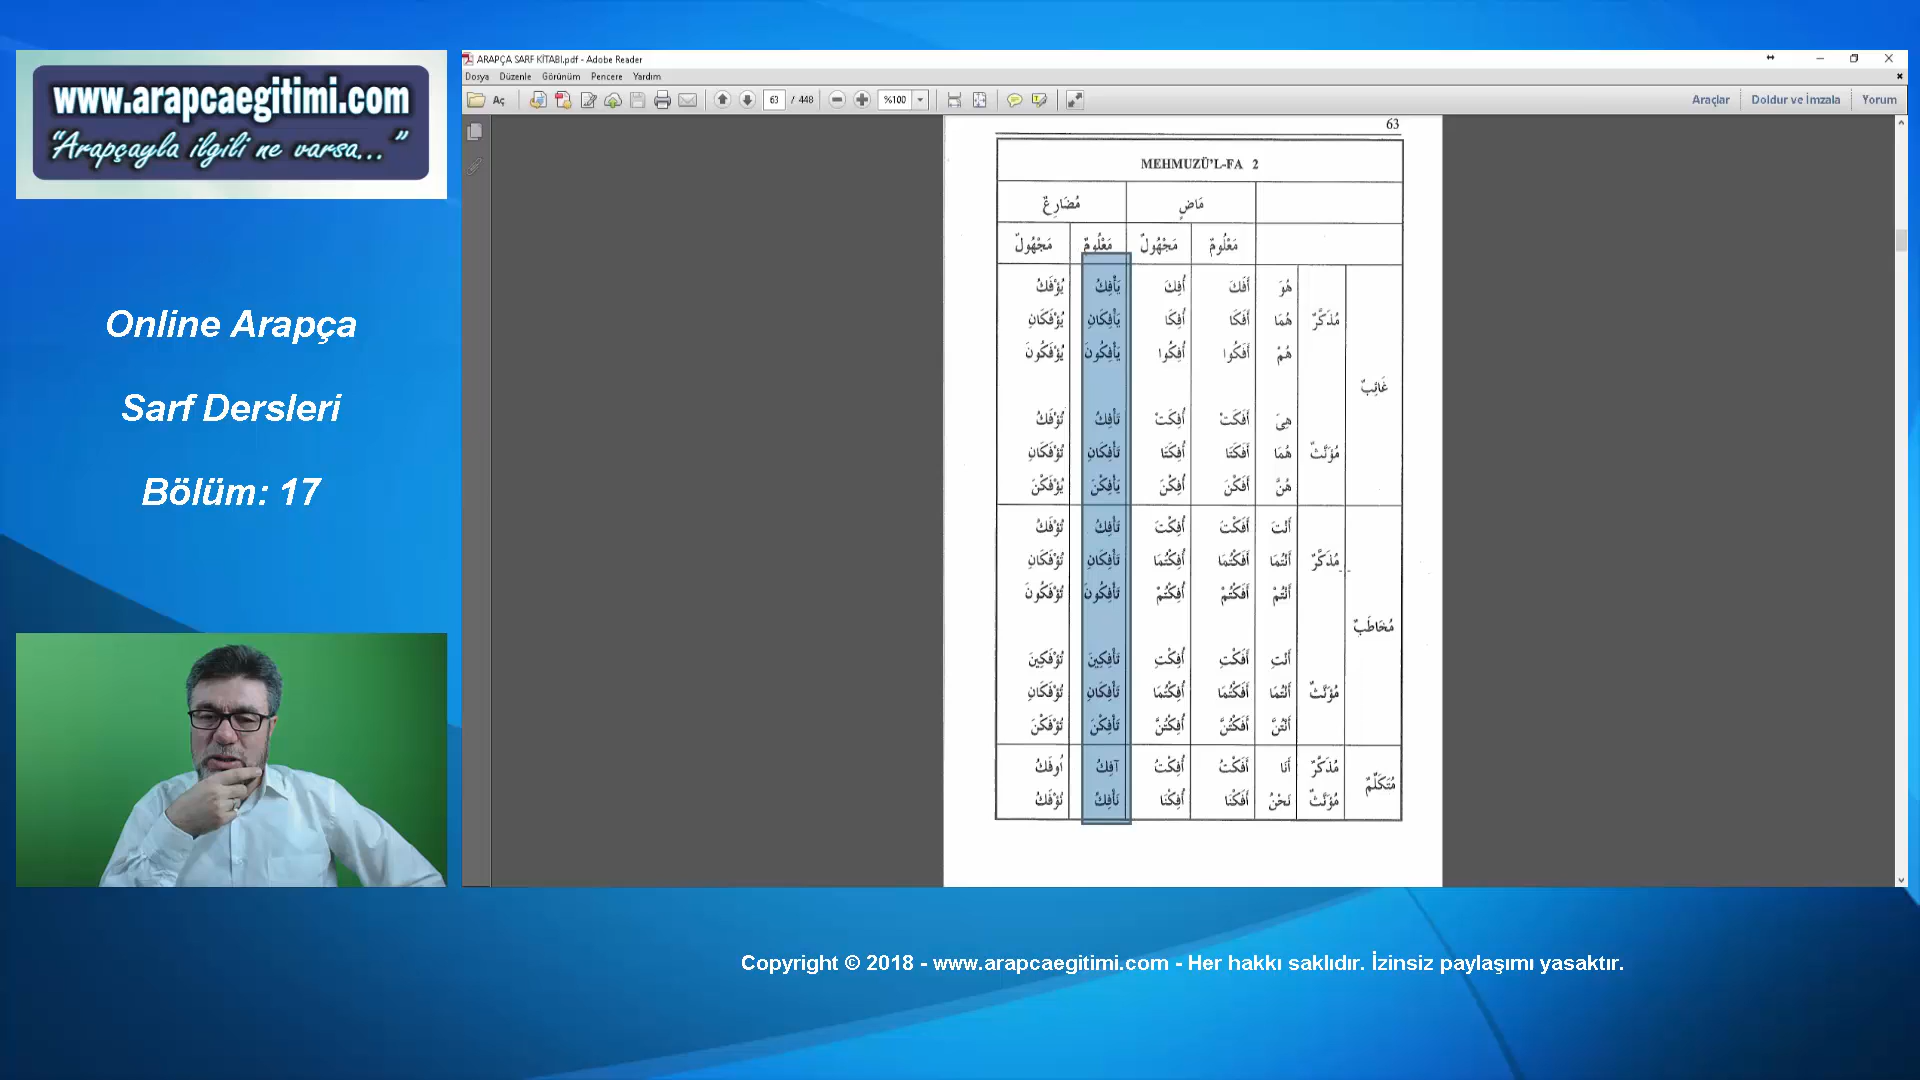 www.arapcaegitimi.com
“Arapçayla ilgili ne varsa...”
Online Arapça
Sarf Dersleri
Bölüm: 17
ARAPÇA SARF KİTABI.pdf - Adobe Reader
Dosya Düzenle Görünüm Pencere Yardım
Aç 63 / 448 %100 Araçlar Doldur ve İmzala Yorum
63
MEHMUZÜ'L-FA 2
مَاضٍ مُضَارِعٌ
مَعْلُومٌ مَجْهُولٌ مَعْلُومٌ مَجْهُولٌ
هُوَ أَفَكَ أُفِكَ يَأْفِكُ يُؤْفَكُ
مُذَكَّرٌ هُمَا أَفَكَا أُفِكَا يَأْفِكَانِ يُؤْفَكَانِ
هُمْ أَفَكُوا أُفِكُوا يَأْفِكُونَ يُؤْفَكُونَ
غَائِبٌ
هِيَ أَفَكَتْ أُفِكَتْ تَأْفِكُ تُؤْفَكُ
مُؤَنَّثٌ هُمَا أَفَكَتَا أُفِكَتَا تَأْفِكَانِ تُؤْفَكَانِ
هُنَّ أَفَكْنَ أُفِكْنَ يَأْفِكْنَ يُؤْفَكْنَ
أَنْتَ أَفَكْتَ أُفِكْتَ تَأْفِكُ تُؤْفَكُ
مُذَكَّرٌ أَنْتُمَا أَفَكْتُمَا أُفِكْتُمَا تَأْفِكَانِ تُؤْفَكَانِ
أَنْتُمْ أَفَكْتُمْ أُفِكْتُمْ تَأْفِكُونَ تُؤْفَكُونَ
مُخَاطَبٌ
أَنْتِ أَفَكْتِ أُفِكْتِ تَأْفِكِينَ تُؤْفَكِينَ
مُؤَنَّثٌ أَنْتُمَا أَفَكْتُمَا أُفِكْتُمَا تَأْفِكَانِ تُؤْفَكَانِ
أَنْتُنَّ أَفَكْتُنَّ أُفِكْتُنَّ تَأْفِكْنَ تُؤْفَكْنَ
مُذَكَّرٌ أَنَا أَفَكْتُ أُفِكْتُ آفِكُ أُوفَكُ
مُتَكَلِّمٌ
مُؤَنَّثٌ نَحْنُ أَفَكْنَا أُفِكْنَا نَأْفِكُ نُؤْفَكُ
Copyright © 2018 - www.arapcaegitimi.com - Her hakkı saklıdır. İzinsiz paylaşımı yasaktır.